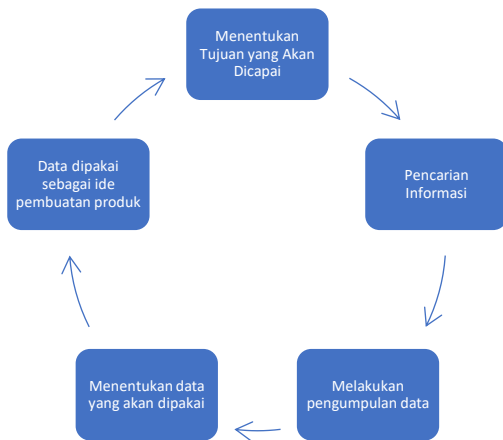 Menentukan
Tujuan yang Akan
Dicapai
Pencarian
Informasi
Melakukan
pengumpulan data
Menentukan data
yang akan dipakai
Data dipakai
sebagai ide
pembuatan produk